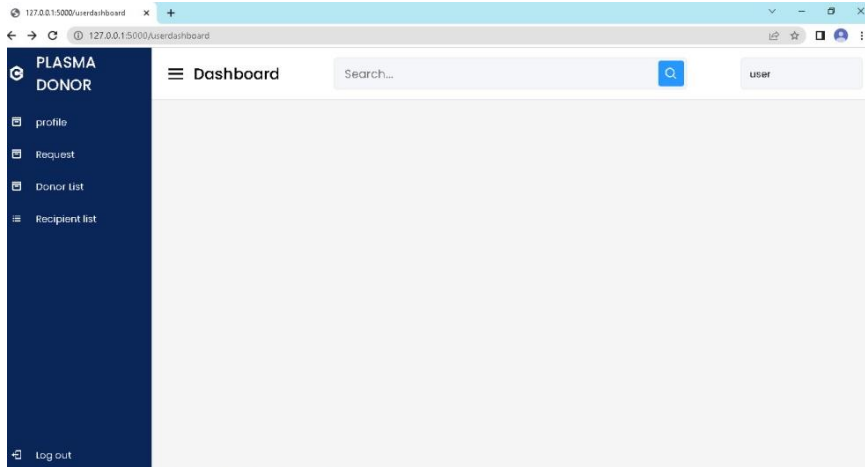 127.0.0.1:5000/userdashboard
127.0.0.1:5000/userdashboard
PLASMA
DONOR
Dashboard
Search...
user
profile
Request
Donor List
Recipient list
Log out